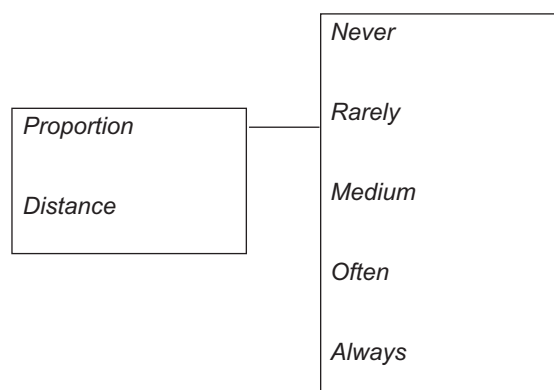 Proportion
Distance
Never
Rarely
Medium
Often
Always